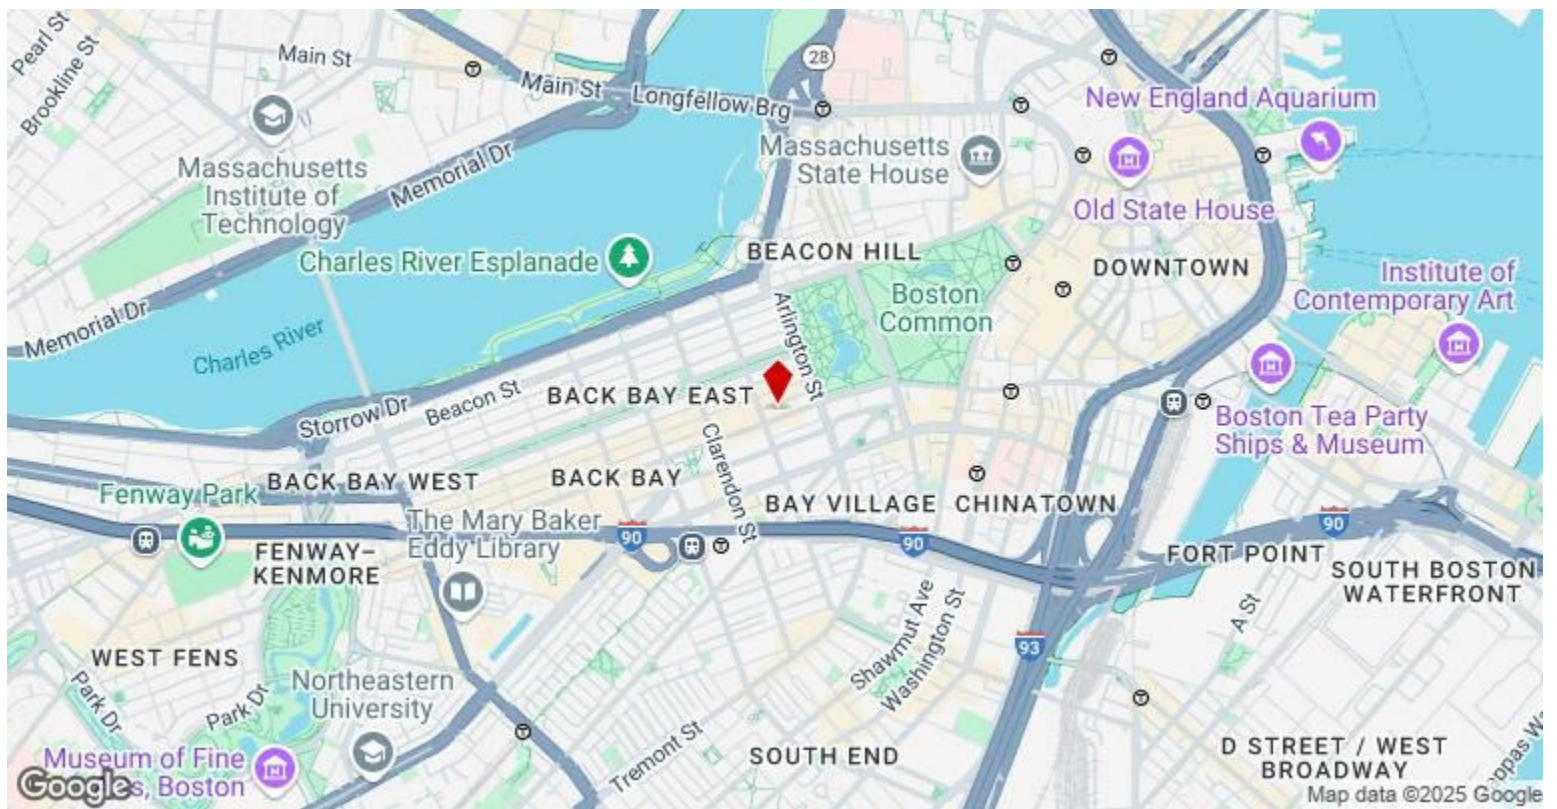 Pearl St
Brookline St
Main St
Main St
Longfellow Brg
28
New England Aquarium
Massachusetts
Institute of
Technology
Memorial Dr
Massachusetts
State House
Old State House
Charles River Esplanade
BEACON HILL
DOWNTOWN
Institute of
Contemporary Art
Memorial Dr
Charles River
Arlington St
Boston
Common
BACK BAY EAST
Storrow Dr
Beacon St
Boston Tea Party
Ships & Museum
Clarendon St
BACK BAY WEST
BACK BAY
BAY VILLAGE
CHINATOWN
Fenway Park
The Mary Baker
Eddy Library
90
90
90
FENWAY–
KENMORE
FORT POINT
SOUTH BOSTON
WATERFRONT
Shawmut Ave
Washington St
A St
93
WEST FENS
Park Dr
Park Dr
Northeastern
University
Tremont St
SOUTH END
D STREET / WEST
BROADWAY
Museum of Fine
s, Boston
Google
Map data ©2025 Google